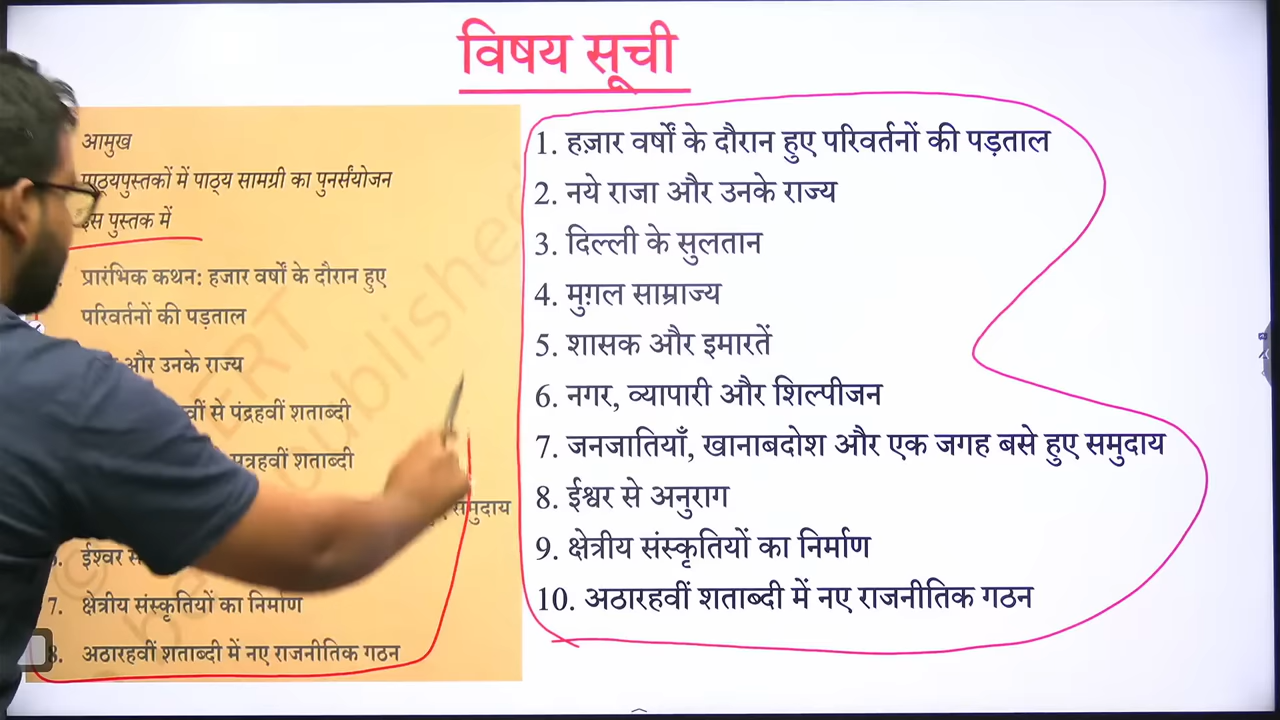 विषय सूची
आमुख
पाठ्यपुस्तकों में पाठ्य सामग्री का पुनर्संयोजन
इस पुस्तक में
प्रारंभिक कथन: हजार वर्षों के दौरान हुए
परिवर्तनों की पड़ताल
और उनके राज्य
से पंद्रहवीं शताब्दी
सत्रहवीं शताब्दी
समुदाय
ईश्वर
7. क्षेत्रीय संस्कृतियों का निर्माण
8. अठारहवीं शताब्दी में नए राजनीतिक गठन
1. हज़ार वर्षों के दौरान हुए परिवर्तनों की पड़ताल
2. नये राजा और उनके राज्य
3. दिल्ली के सुलतान
4. मुग़ल साम्राज्य
5. शासक और इमारतें
6. नगर, व्यापारी और शिल्पीजन
7. जनजातियाँ, खानाबदोश और एक जगह बसे हुए समुदाय
8. ईश्वर से अनुराग
9. क्षेत्रीय संस्कृतियों का निर्माण
10. अठारहवीं शताब्दी में नए राजनीतिक गठन